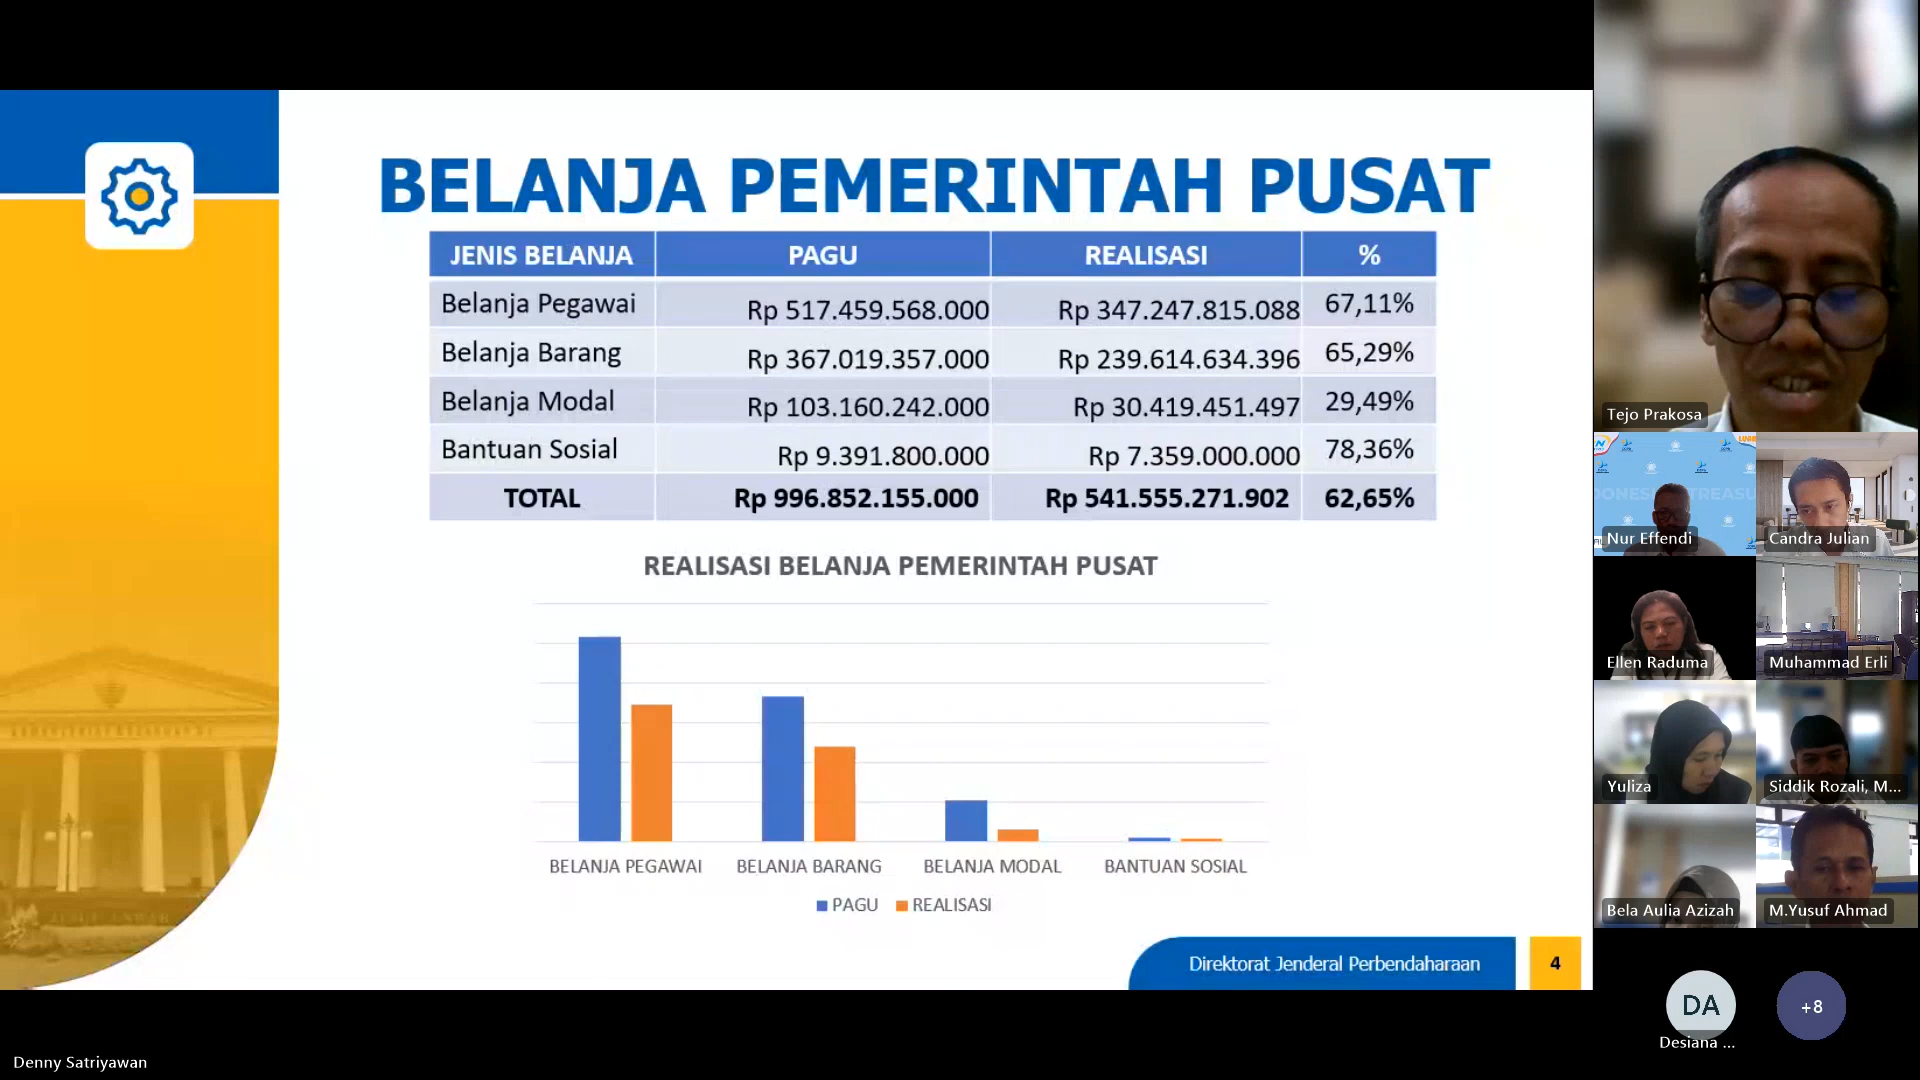 BELANJA PEMERINTAH PUSAT
JENIS BELANJA PAGU REALISASI %
Belanja Pegawai Rp 517.459.568.000 Rp 347.247.815.088 67,11%
Belanja Barang Rp 367.019.357.000 Rp 239.614.634.396 65,29%
Belanja Modal Rp 103.160.242.000 Rp 30.419.451.497 29,49%
Bantuan Sosial Rp 9.391.800.000 Rp 7.359.000.000 78,36%
TOTAL Rp 996.852.155.000 Rp 541.555.271.902 62,65%
REALISASI BELANJA PEMERINTAH PUSAT
BELANJA PEGAWAI BELANJA BARANG BELANJA MODAL BANTUAN SOSIAL
PAGU REALISASI
Direktorat Jenderal Perbendaharaan 4
Denny Satriyawan
Tejo Prakosa
Nur Effendi
Candra Julian
Ellen Raduma
Muhammad Erli
Yuliza
Siddik Rozali, M...
Bela Aulia Azizah
M.Yusuf Ahmad
DA
Desiana ...
+8